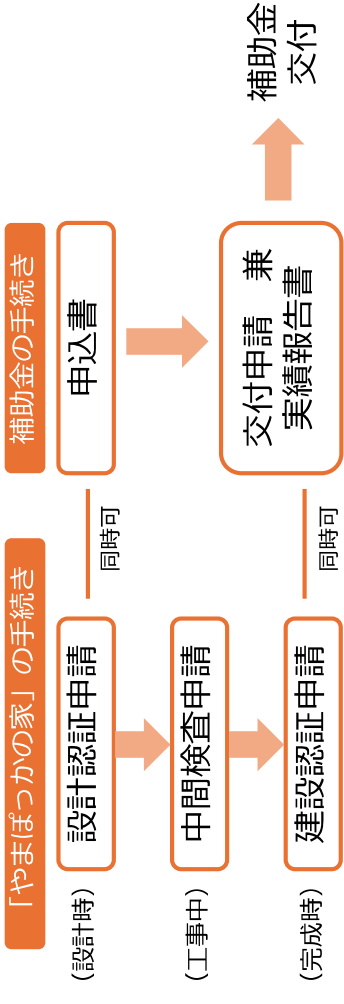 「やまぽっかの家」の手続き
補助金の手続き
（設計時）
設計認証申請
同時可
申込書
（工事中）
中間検査申請
（完成時）
建設認証申請
同時可
交付申請　兼
実績報告書
補助金
交付